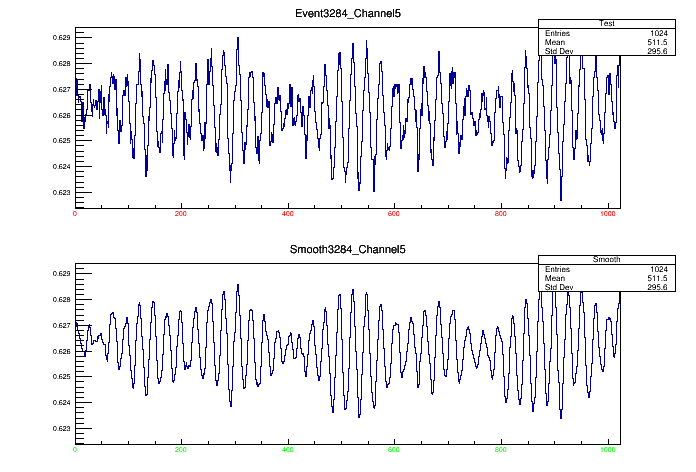 Event3284_Channel5
Test
Entries 1024
Mean 511.5
Std Dev 295.6
0.629
0.628
0.627
0.626
0.625
0.624
0.623
0 200 400 600 800 1000
Smooth3284_Channel5
Smooth
Entries 1024
Mean 511.5
Std Dev 295.6
0.629
0.628
0.627
0.626
0.625
0.624
0.623
0 200 400 600 800 1000